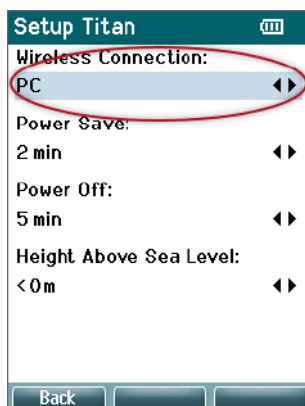 Setup Titan
Wireless Connection:
PC
Power Save:
2 min
Power Off:
5 min
Height Above Sea Level:
<0m
Back